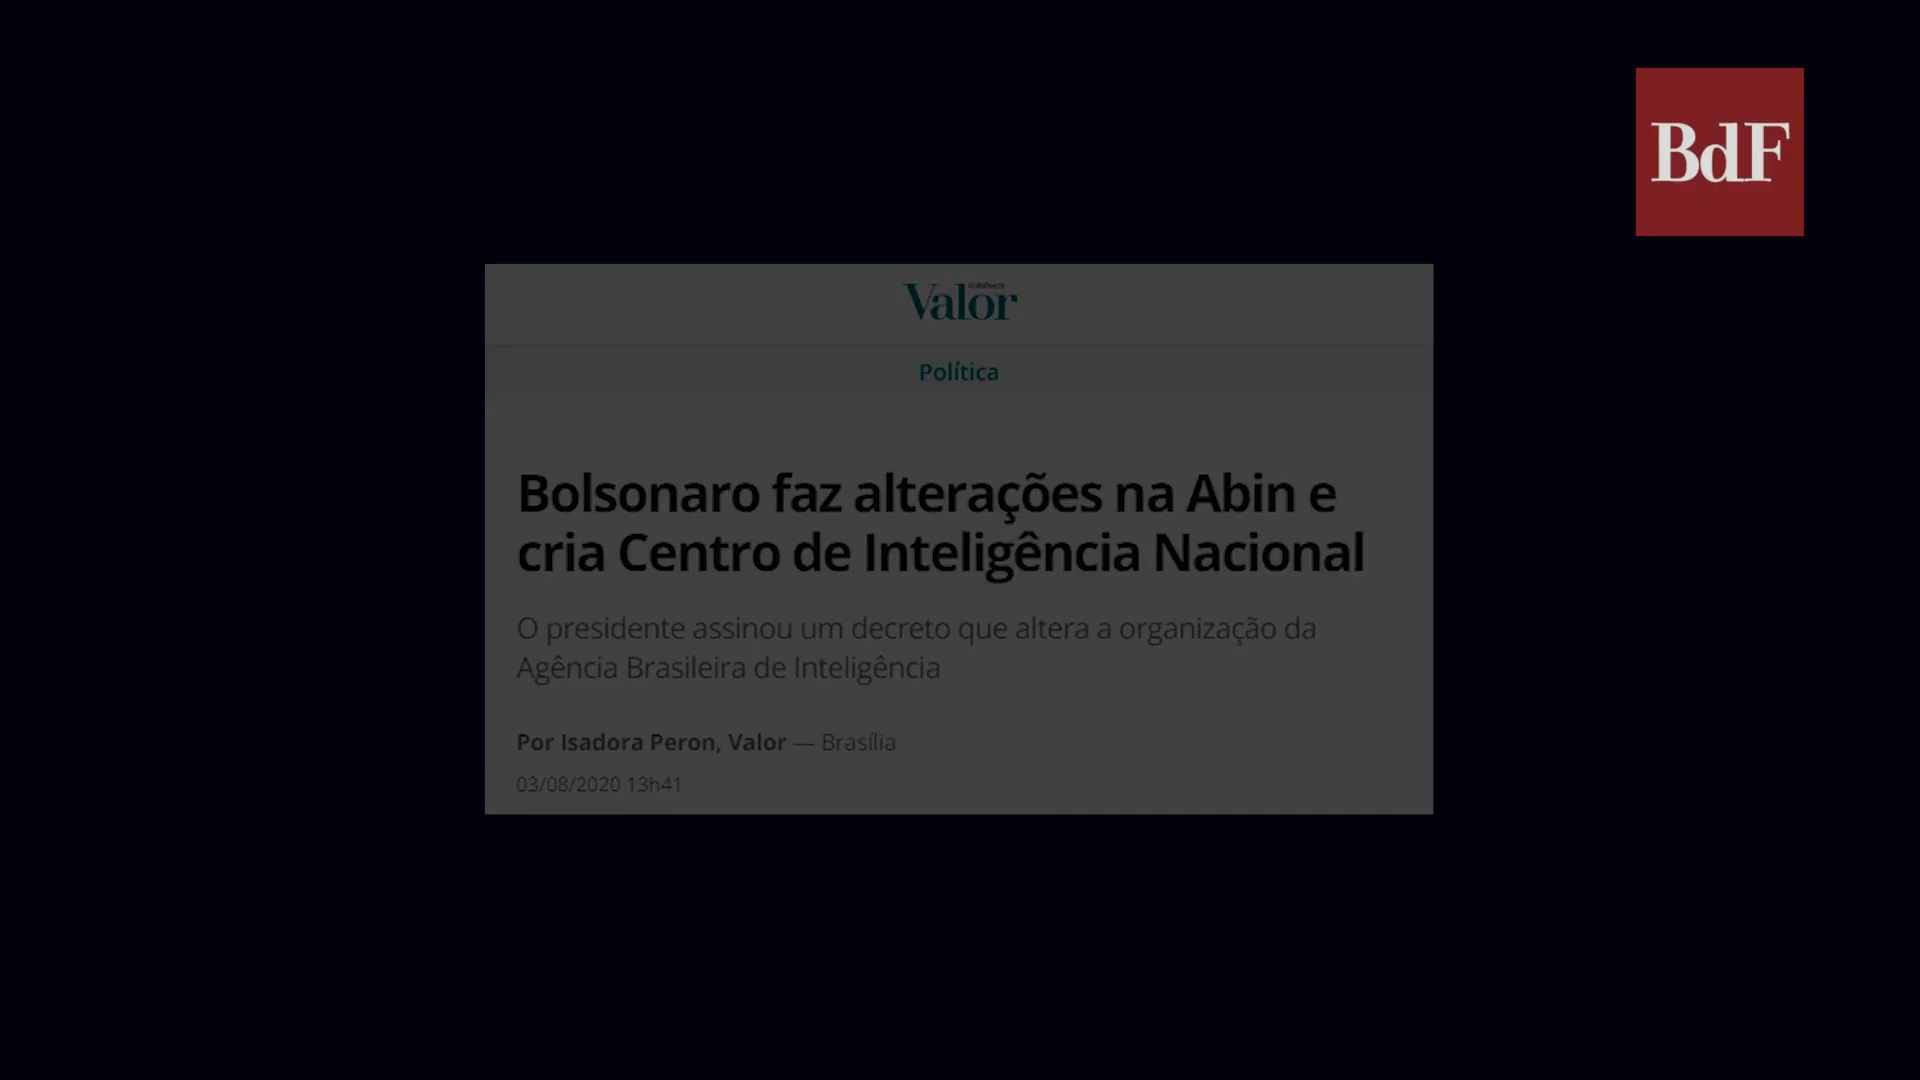 BdF
Valor
Política
Bolsonaro faz alterações na Abin e
cria Centro de Inteligência Nacional
O presidente assinou um decreto que altera a organização da
Agência Brasileira de Inteligência
Por Isadora Peron, Valor — Brasília
03/08/2020 13h41